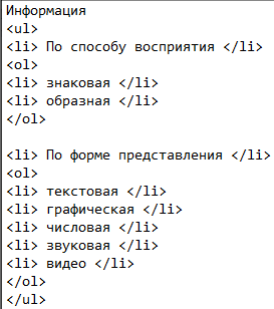 Информация
<ul>
<li> По способу восприятия </li>
<ol>
<li> знаковая </li>
<li> образная </li>
</ol>
<li> По форме представления </li>
<ol>
<li> текстовая </li>
<li> графическая </li>
<li> числовая </li>
<li> звуковая </li>
<li> видео </li>
</ol>
</ul>